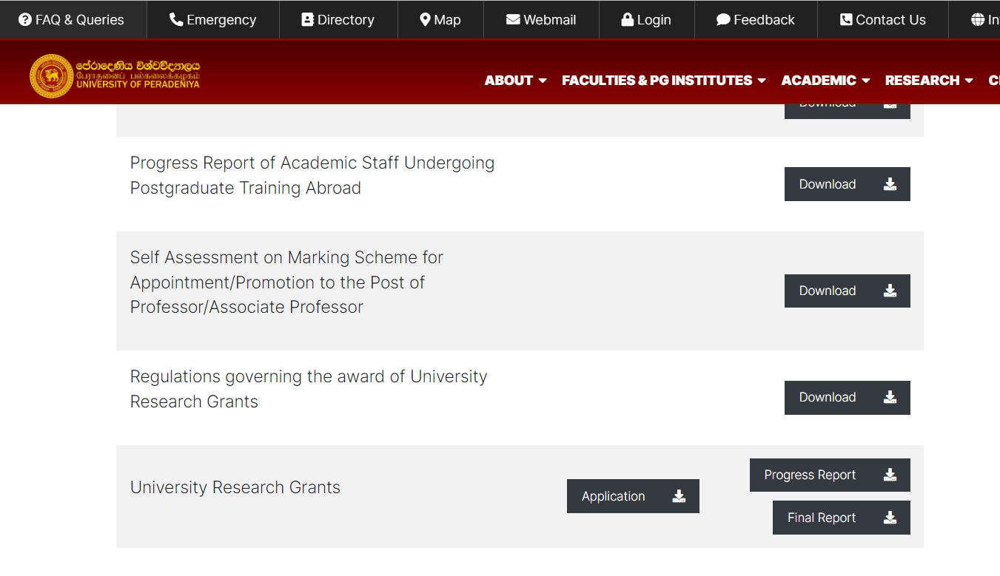 FAQ & Queries
Emergency
Directory
Map
Webmail
Login
Feedback
Contact Us
පේරාදෙණිය විශ්වවිද්‍යාලය
பேராதனைப் பல்கலைக்கழகம்
UNIVERSITY OF PERADENIYA
ABOUT
FACULTIES & PG INSTITUTES
ACADEMIC
RESEARCH
Download
Progress Report of Academic Staff Undergoing
Postgraduate Training Abroad
Download
Self Assessment on Marking Scheme for
Appointment/Promotion to the Post of
Professor/Associate Professor
Download
Regulations governing the award of University
Research Grants
Download
University Research Grants
Application
Progress Report
Final Report